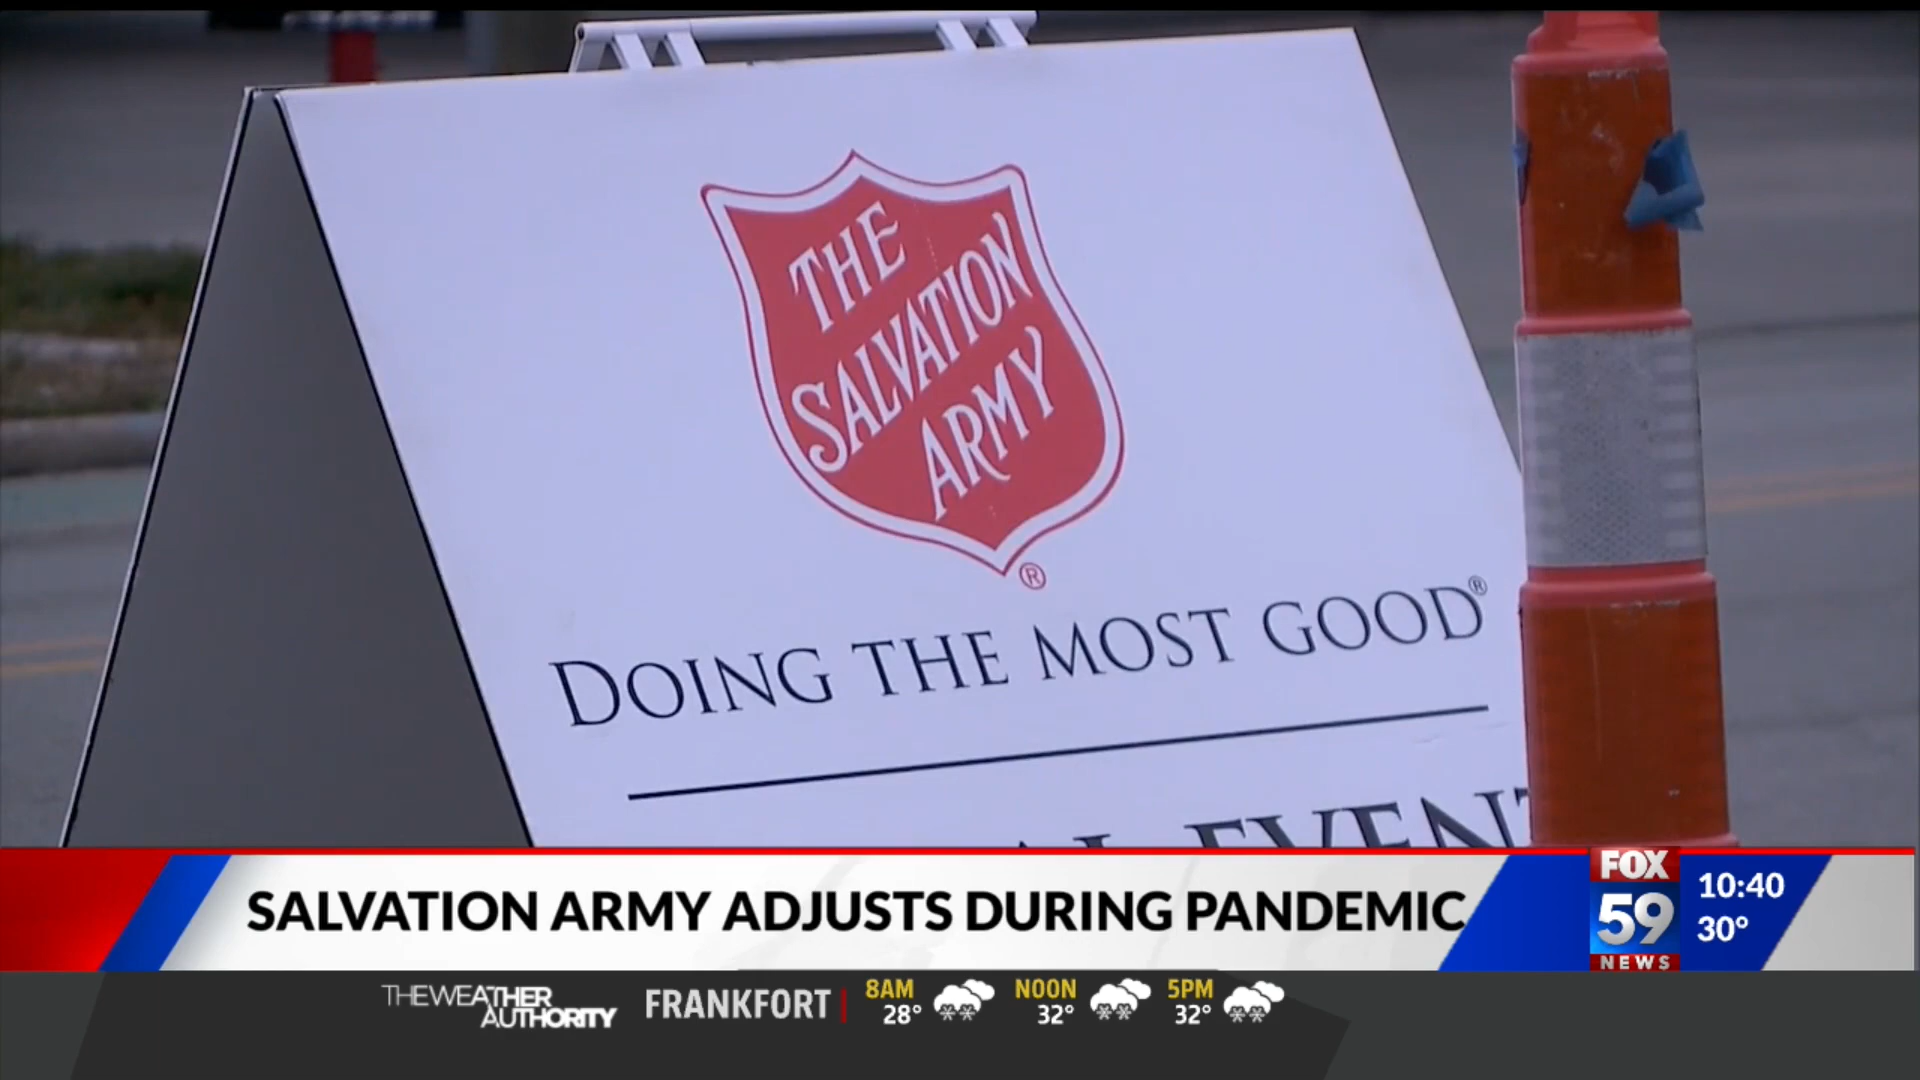 THE
SALVATION
ARMY
®
DOING THE MOST GOOD®
EVENT
SALVATION ARMY ADJUSTS DURING PANDEMIC
FOX
59
NEWS
10:40
30°
THE WEATHER
AUTHORITY
FRANKFORT
8AM
28°
NOON
32°
5PM
32°